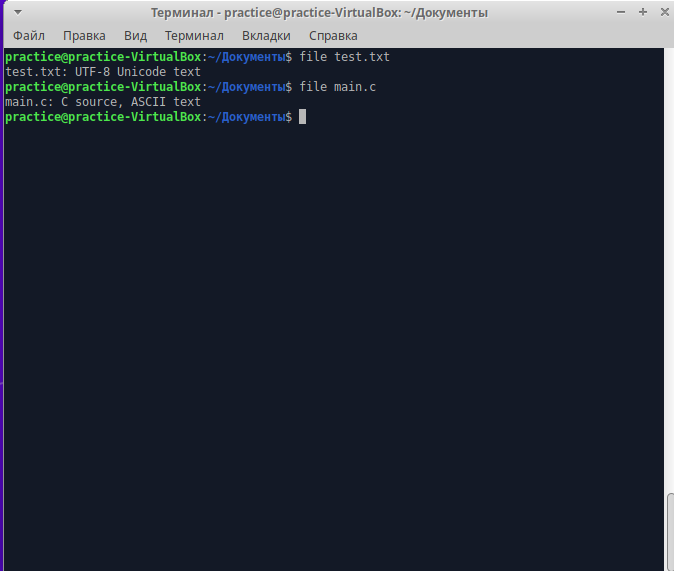 Терминал - practice@practice-VirtualBox: ~/Документы
Файл Правка Вид Терминал Вкладки Справка
practice@practice-VirtualBox:~/Документы$ file test.txt
test.txt: UTF-8 Unicode text
practice@practice-VirtualBox:~/Документы$ file main.c
main.c: C source, ASCII text
practice@practice-VirtualBox:~/Документы$